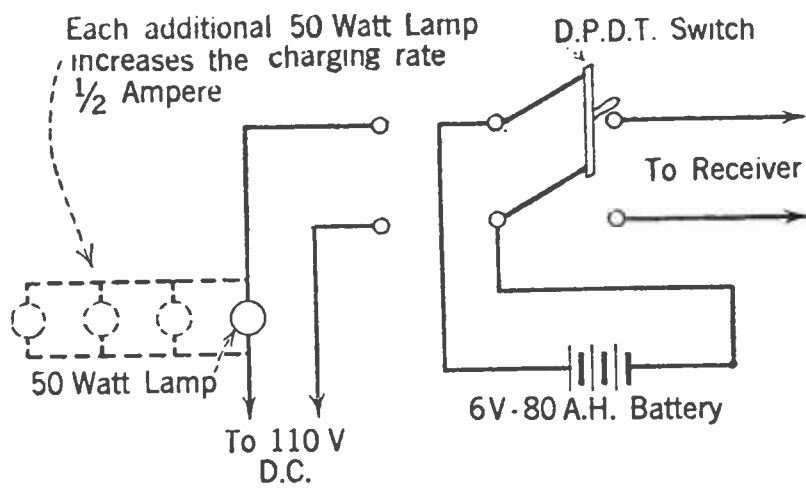 Each additional 50 Watt Lamp
increases the charging rate
½ Ampere
D.P.D.T. Switch
To Receiver
50 Watt Lamp
6V·80 A.H. Battery
To 110 V
D.C.